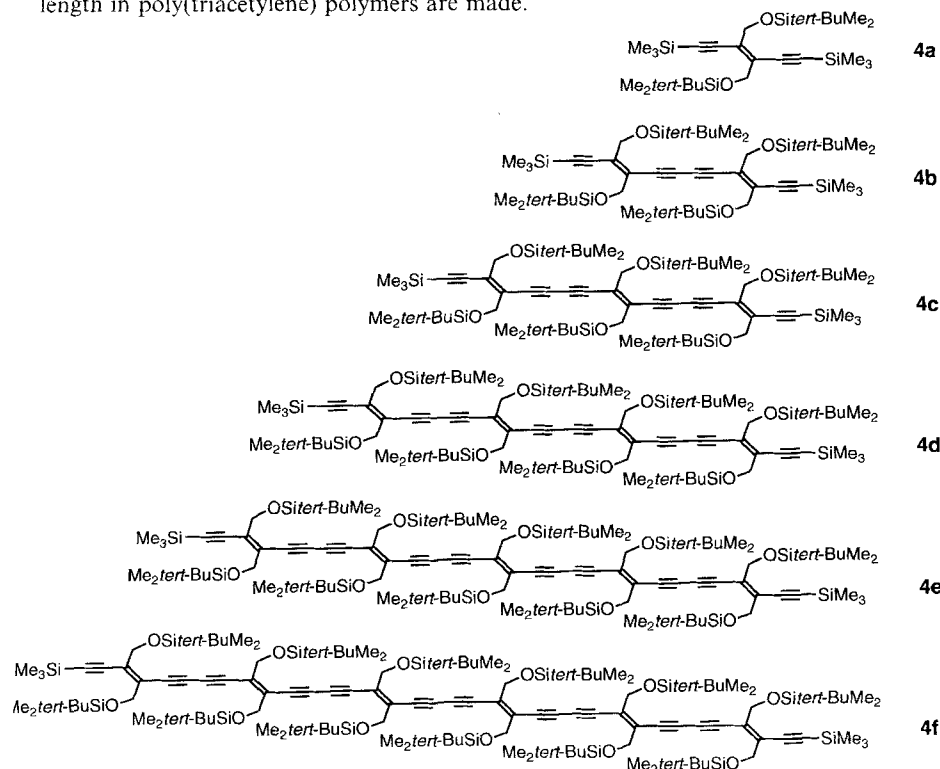 length in poly(triacetylene) polymers are made.
OSitert-BuMe2
Me3Si
SiMe3
Me2tert-BuSiO
4a
OSitert-BuMe2
OSitert-BuMe2
Me3Si
SiMe3
Me2tert-BuSiO
Me2tert-BuSiO
4b
OSitert-BuMe2
OSitert-BuMe2
OSitert-BuMe2
Me3Si
SiMe3
Me2tert-BuSiO
Me2tert-BuSiO
Me2tert-BuSiO
4c
OSitert-BuMe2
OSitert-BuMe2
OSitert-BuMe2
OSitert-BuMe2
Me3Si
SiMe3
Me2tert-BuSiO
Me2tert-BuSiO
Me2tert-BuSiO
Me2tert-BuSiO
4d
OSitert-BuMe2
OSitert-BuMe2
OSitert-BuMe2
OSitert-BuMe2
OSitert-BuMe2
Me3Si
SiMe3
Me2tert-BuSiO
Me2tert-BuSiO
Me2tert-BuSiO
Me2tert-BuSiO
Me2tert-BuSiO
4e
OSitert-BuMe2
OSitert-BuMe2
OSitert-BuMe2
OSitert-BuMe2
OSitert-BuMe2
OSitert-BuMe2
Me3Si
SiMe3
Me2tert-BuSiO
Me2tert-BuSiO
Me2tert-BuSiO
Me2tert-BuSiO
Me2tert-BuSiO
Me2tert-BuSiO
4f